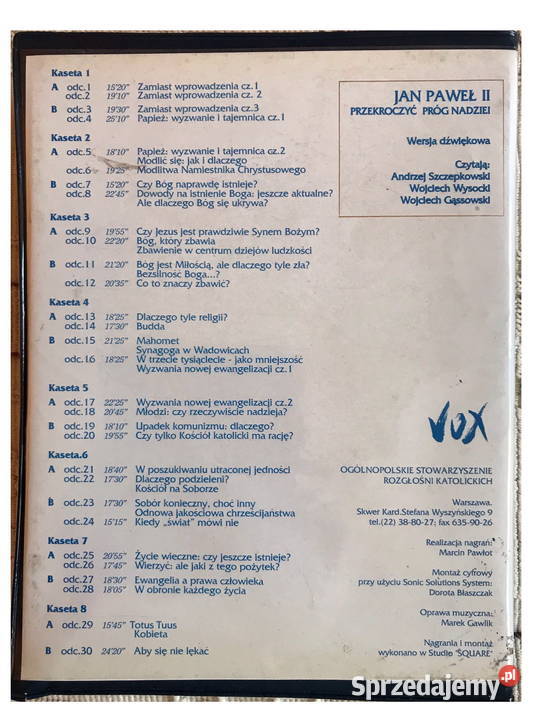 Kaseta 1
A odc.1 15'20" Zamiast wprowadzenia cz.1
odc.2 19'10" Zamiast wprowadzenia cz. 2
B odc.3 19'30" Zamiast wprowadzenia cz.3
odc.4 25'10" Papież: wyzwanie i tajemnica cz.1
Kaseta 2
A odc.5 18'10" Papież: wyzwanie i tajemnica cz.2
Modlić się: jak i dlaczego
odc.6 19'25" Modlitwa Namiestnika Chrystusowego
B odc.7 15'20" Czy Bóg naprawdę istnieje?
odc.8 22'45" Dowody na istnienie Boga: jeszcze aktualne?
Ale dlaczego Bóg się ukrywa?
Kaseta 3
A odc.9 19'55" Czy Jezus jest prawdziwie Synem Bożym?
odc.10 22'20" Bóg, który zbawia
Zbawienie w centrum dziejów ludzkości
B odc.11 21'20" Bóg jest Miłością, ale dlaczego tyle zła?
Bezsilność Boga...?
odc.12 20'35" Co to znaczy zbawić?
Kaseta 4
A odc.13 18'25" Dlaczego tyle religii?
odc.14 17'30" Budda
B odc.15 21'25" Mahomet
Synagoga w Wadowicach
odc.16 18'25" W trzecie tysiąclecie - jako mniejszość
Wyzwania nowej ewangelizacji cz.1
Kaseta 5
A odc.17 22'25" Wyzwania nowej ewangelizacji cz.2
odc.18 20'45" Młodzi: czy rzeczywiście nadzieja?
B odc.19 18'10" Upadek komunizmu: dlaczego?
odc.20 19'55" Czy tylko Kościół katolicki ma rację?
Kaseta.6
A odc.21 18'40" W poszukiwaniu utraconej jedności
odc.22 17'30" Dlaczego podzieleni?
Kościół na Soborze
B odc.23 17'30" Sobór konieczny, choć inny
Odnowa jakościowa chrześcijaństwa
odc.24 15'15" Kiedy „świat” mówi nie
Kaseta 7
A odc.25 20'55" Życie wieczne: czy jeszcze istnieje?
odc.26 17'45" Wierzyć: ale jaki z tego pożytek?
B odc.27 18'30" Ewangelia a prawa człowieka
odc.28 18'05" W obronie każdego życia
Kaseta 8
A odc.29 15'45" Totus Tuus
Kobieta
B odc.30 24'20" Aby się nie lękać
JAN PAWEŁ II
PRZEKROCZYĆ PRÓG NADZIEI
Wersja dźwiękowa
Czytają:
Andrzej Szczepkowski
Wojciech Wysocki
Wojciech Gąssowski
VOX
OGÓLNOPOLSKIE STOWARZYSZENIE
ROZGŁOŚNI KATOLICKICH
Warszawa.
Skwer Kard.Stefana Wyszyńskiego 9
tel.(22) 38-80-27; fax 635-90-26
Realizacja nagrań:
Marcin Pawłot
Montaż cyfrowy
przy użyciu Sonic Solutions System:
Dorota Błaszczak
Oprawa muzyczna:
Marek Gawlik
Nagrania i montaż
wykonano w Studio "SQUARE"
Sprzedajemy.pl